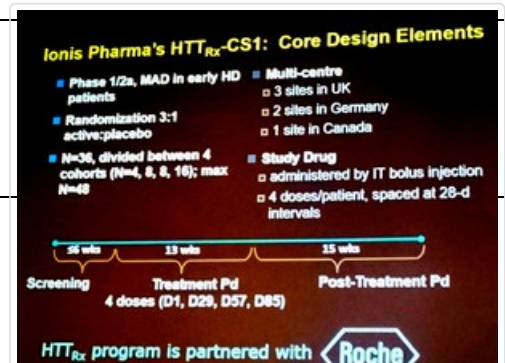 Ionis Pharma's HTTRx-CS1: Core Design Elements
Phase 1/2a, MAD in early HD
patients
Randomization 3:1
active:placebo
N=36, divided between 4
cohorts (N=4, 8, 8, 16); max
N=48
Multi-centre
3 sites in UK
2 sites in Germany
1 site in Canada
Study Drug
administered by IT bolus injection
4 doses/patient, spaced at 28-d
intervals
≤6 wks
13 wks
15 wks
Screening
Treatment Pd
4 doses (D1, D29, D57, D85)
Post-Treatment Pd
HTTRx program is partnered with
Roche